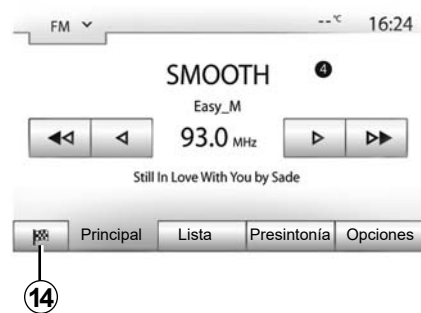 FM --°C 16:24
SMOOTH 4
Easy_M
93.0 MHz
Still In Love With You by Sade
Principal Lista Presintonía Opciones
14